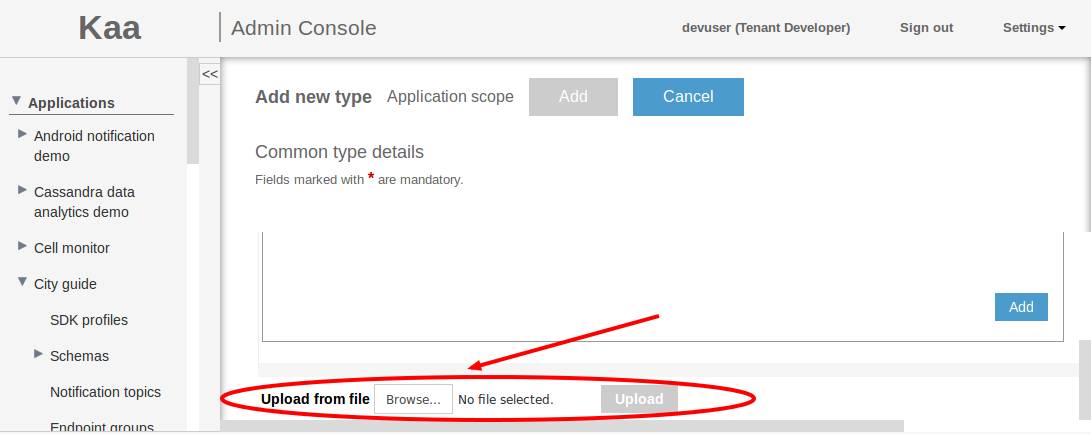 Kaa
Admin Console
devuser (Tenant Developer)
Sign out
Settings
<<
Applications
Android notification
demo
Cassandra data
analytics demo
Cell monitor
City guide
SDK profiles
Schemas
Notification topics
Endpoint groups
Add new type
Application scope
Add
Cancel
Common type details
Fields marked with * are mandatory.
Add
Upload from file
Browse...
No file selected.
Upload